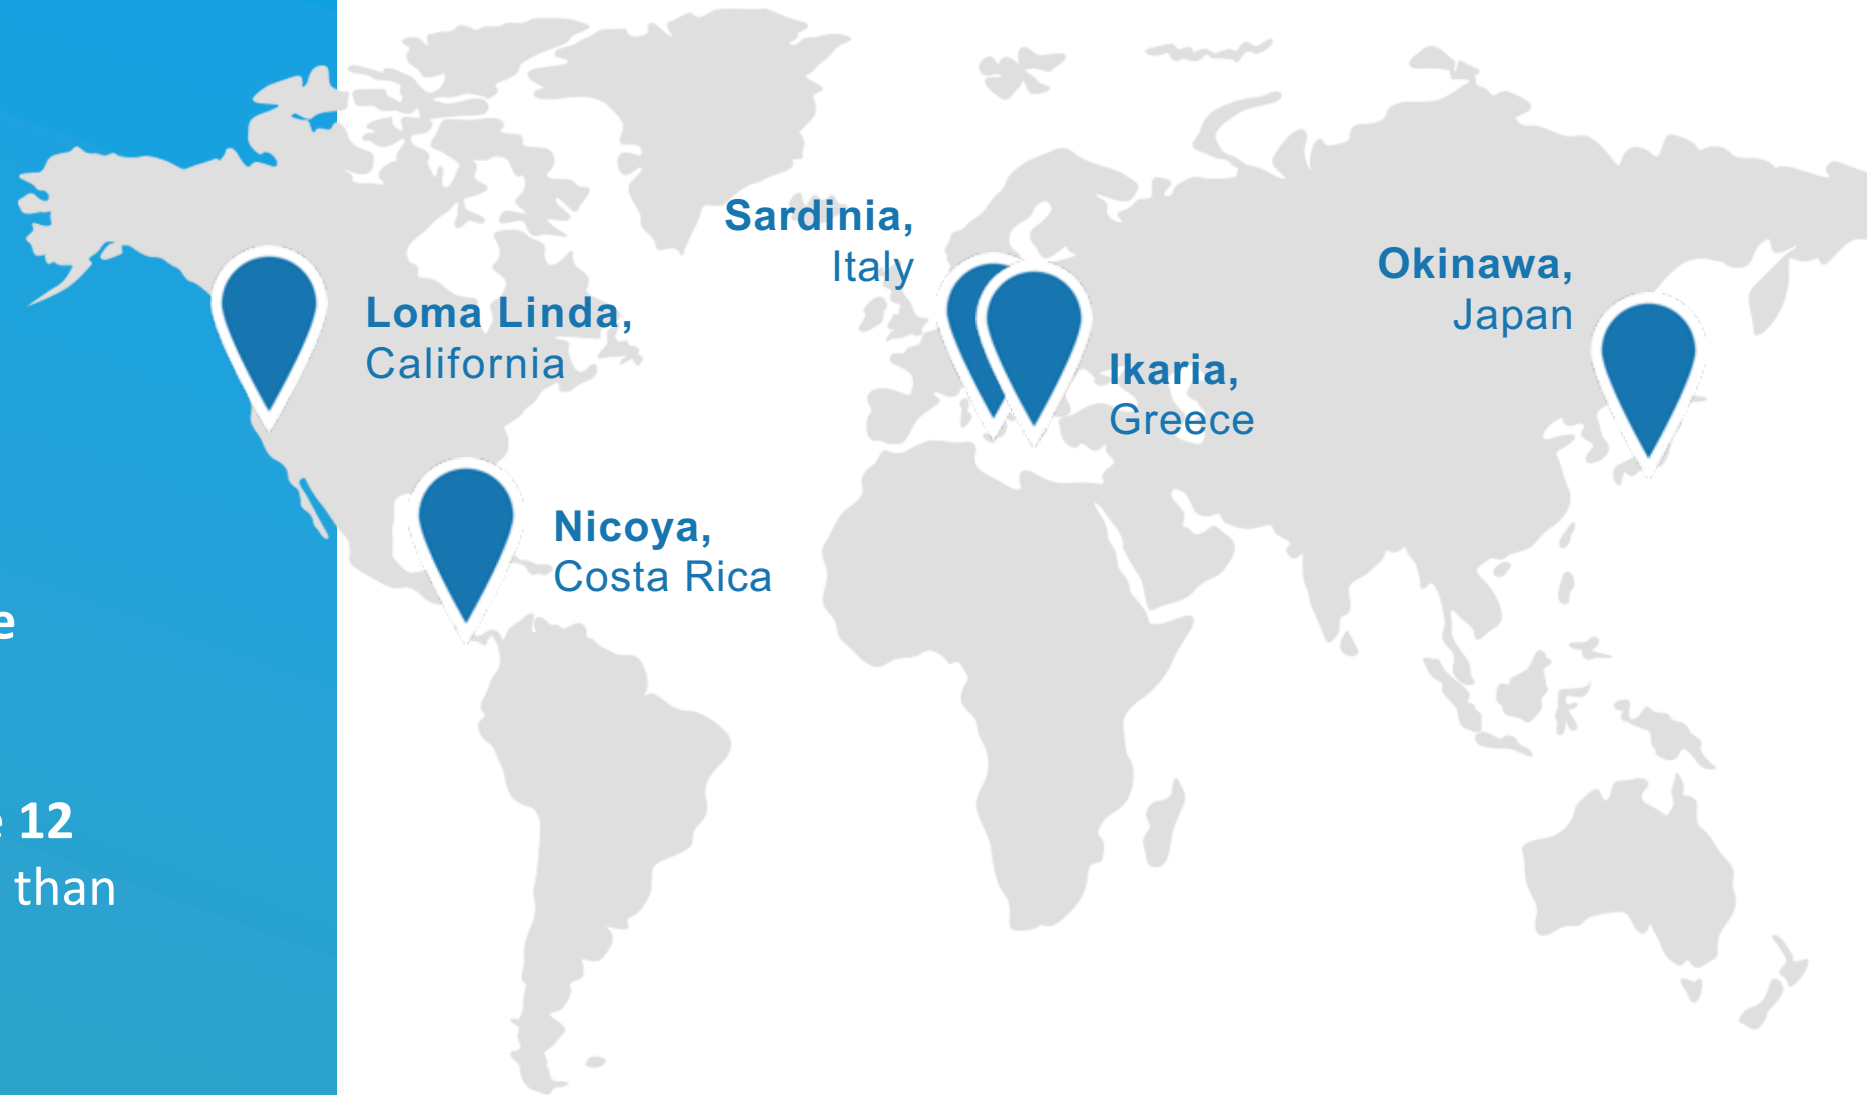 Sardinia,
Italy
Okinawa,
Japan
Loma Linda,
California
Ikaria,
Greece
Nicoya,
Costa Rica
e
e 12
than